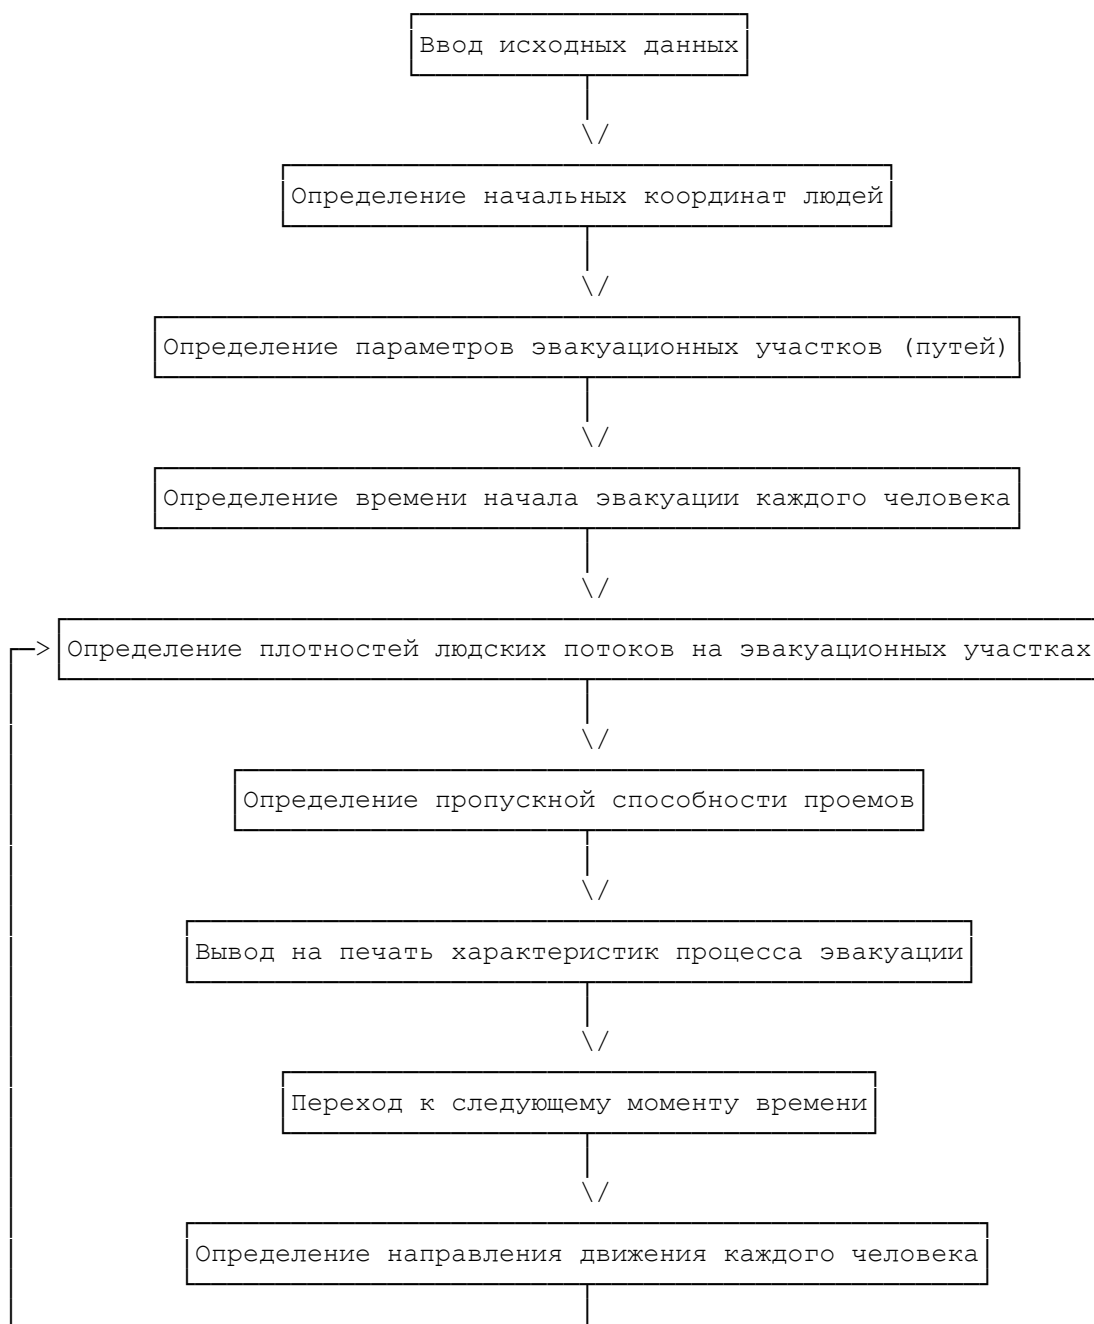 Ввод исходных данных
Определение начальных координат людей
Определение параметров эвакуационных участков (путей)
Определение времени начала эвакуации каждого человека
Определение плотностей людских потоков на эвакуационных участках
Определение пропускной способности проемов
Вывод на печать характеристик процесса эвакуации
Переход к следующему моменту времени
Определение направления движения каждого человека